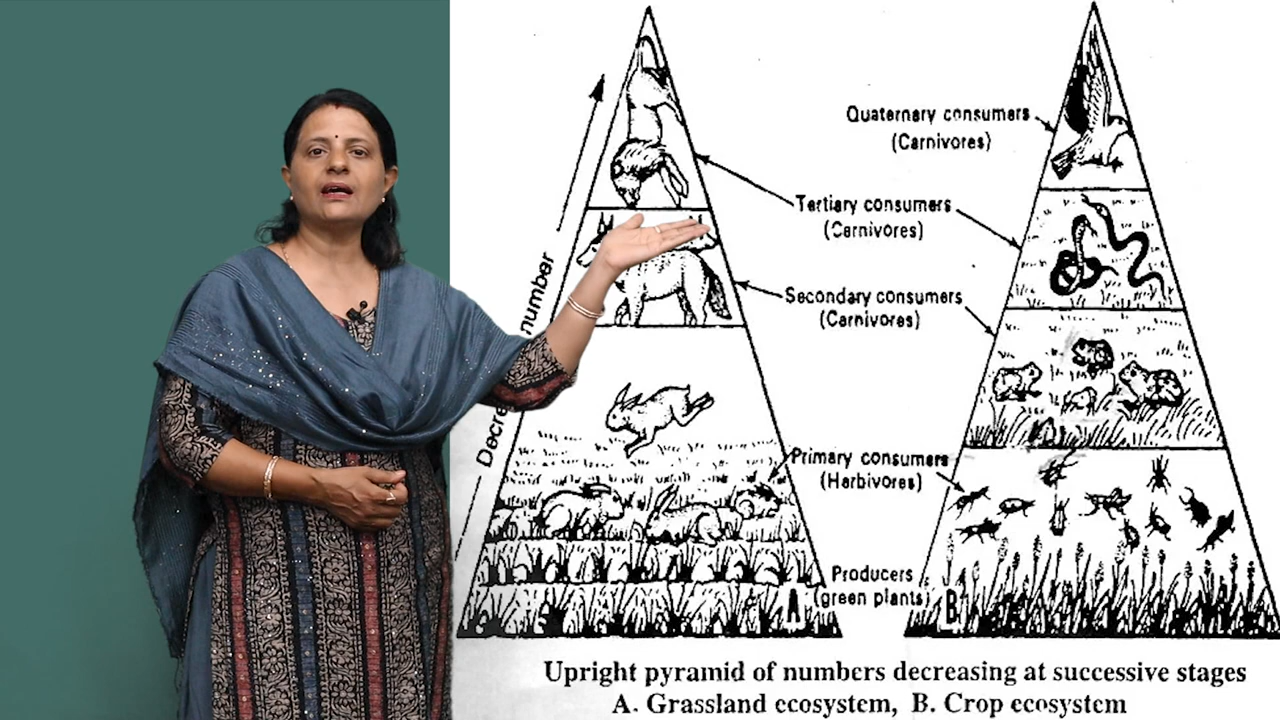 Quaternary consumers
(Carnivores)
Tertiary consumers
(Carnivores)
number
Secondary consumers
(Carnivores)
Primary consumers
(Herbivores)
Producers
(green plants)
A
B
Upright pyramid of numbers decreasing at successive stages
A. Grassland ecosystem, B. Crop ecosystem